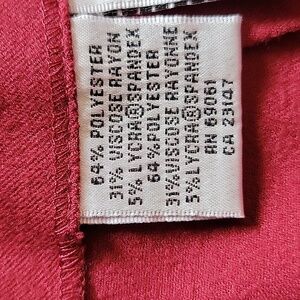 64% POLYESTER
31% VISCOSE RAYON
5% LYCRA®SPANDEX
64% POLYESTER
31%VISCOSE RAYON
5% LYCRA®SPANDEX
RN 69061
CA 23147